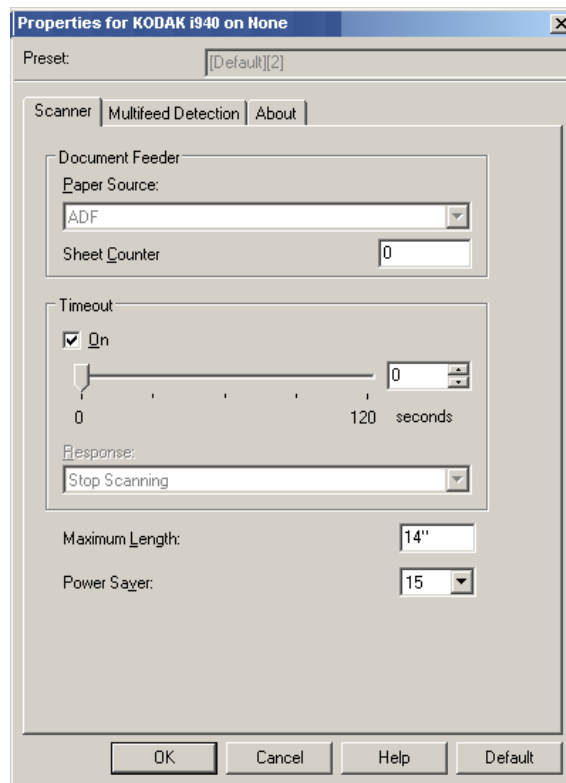 Properties for KODAK i940 on None
Preset: [Default][2]
Scanner Multifeed Detection About
Document Feeder
Paper Source:
ADF
Sheet Counter 0
Timeout
On
0
0 120 seconds
Response:
Stop Scanning
Maximum Length: 14"
Power Saver: 15
OK Cancel Help Default